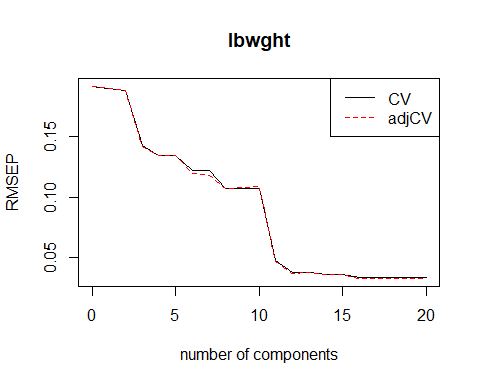 lbwght
CV
adjCV
RMSEP
0.15
0.10
0.05
0 5 10 15 20
number of components